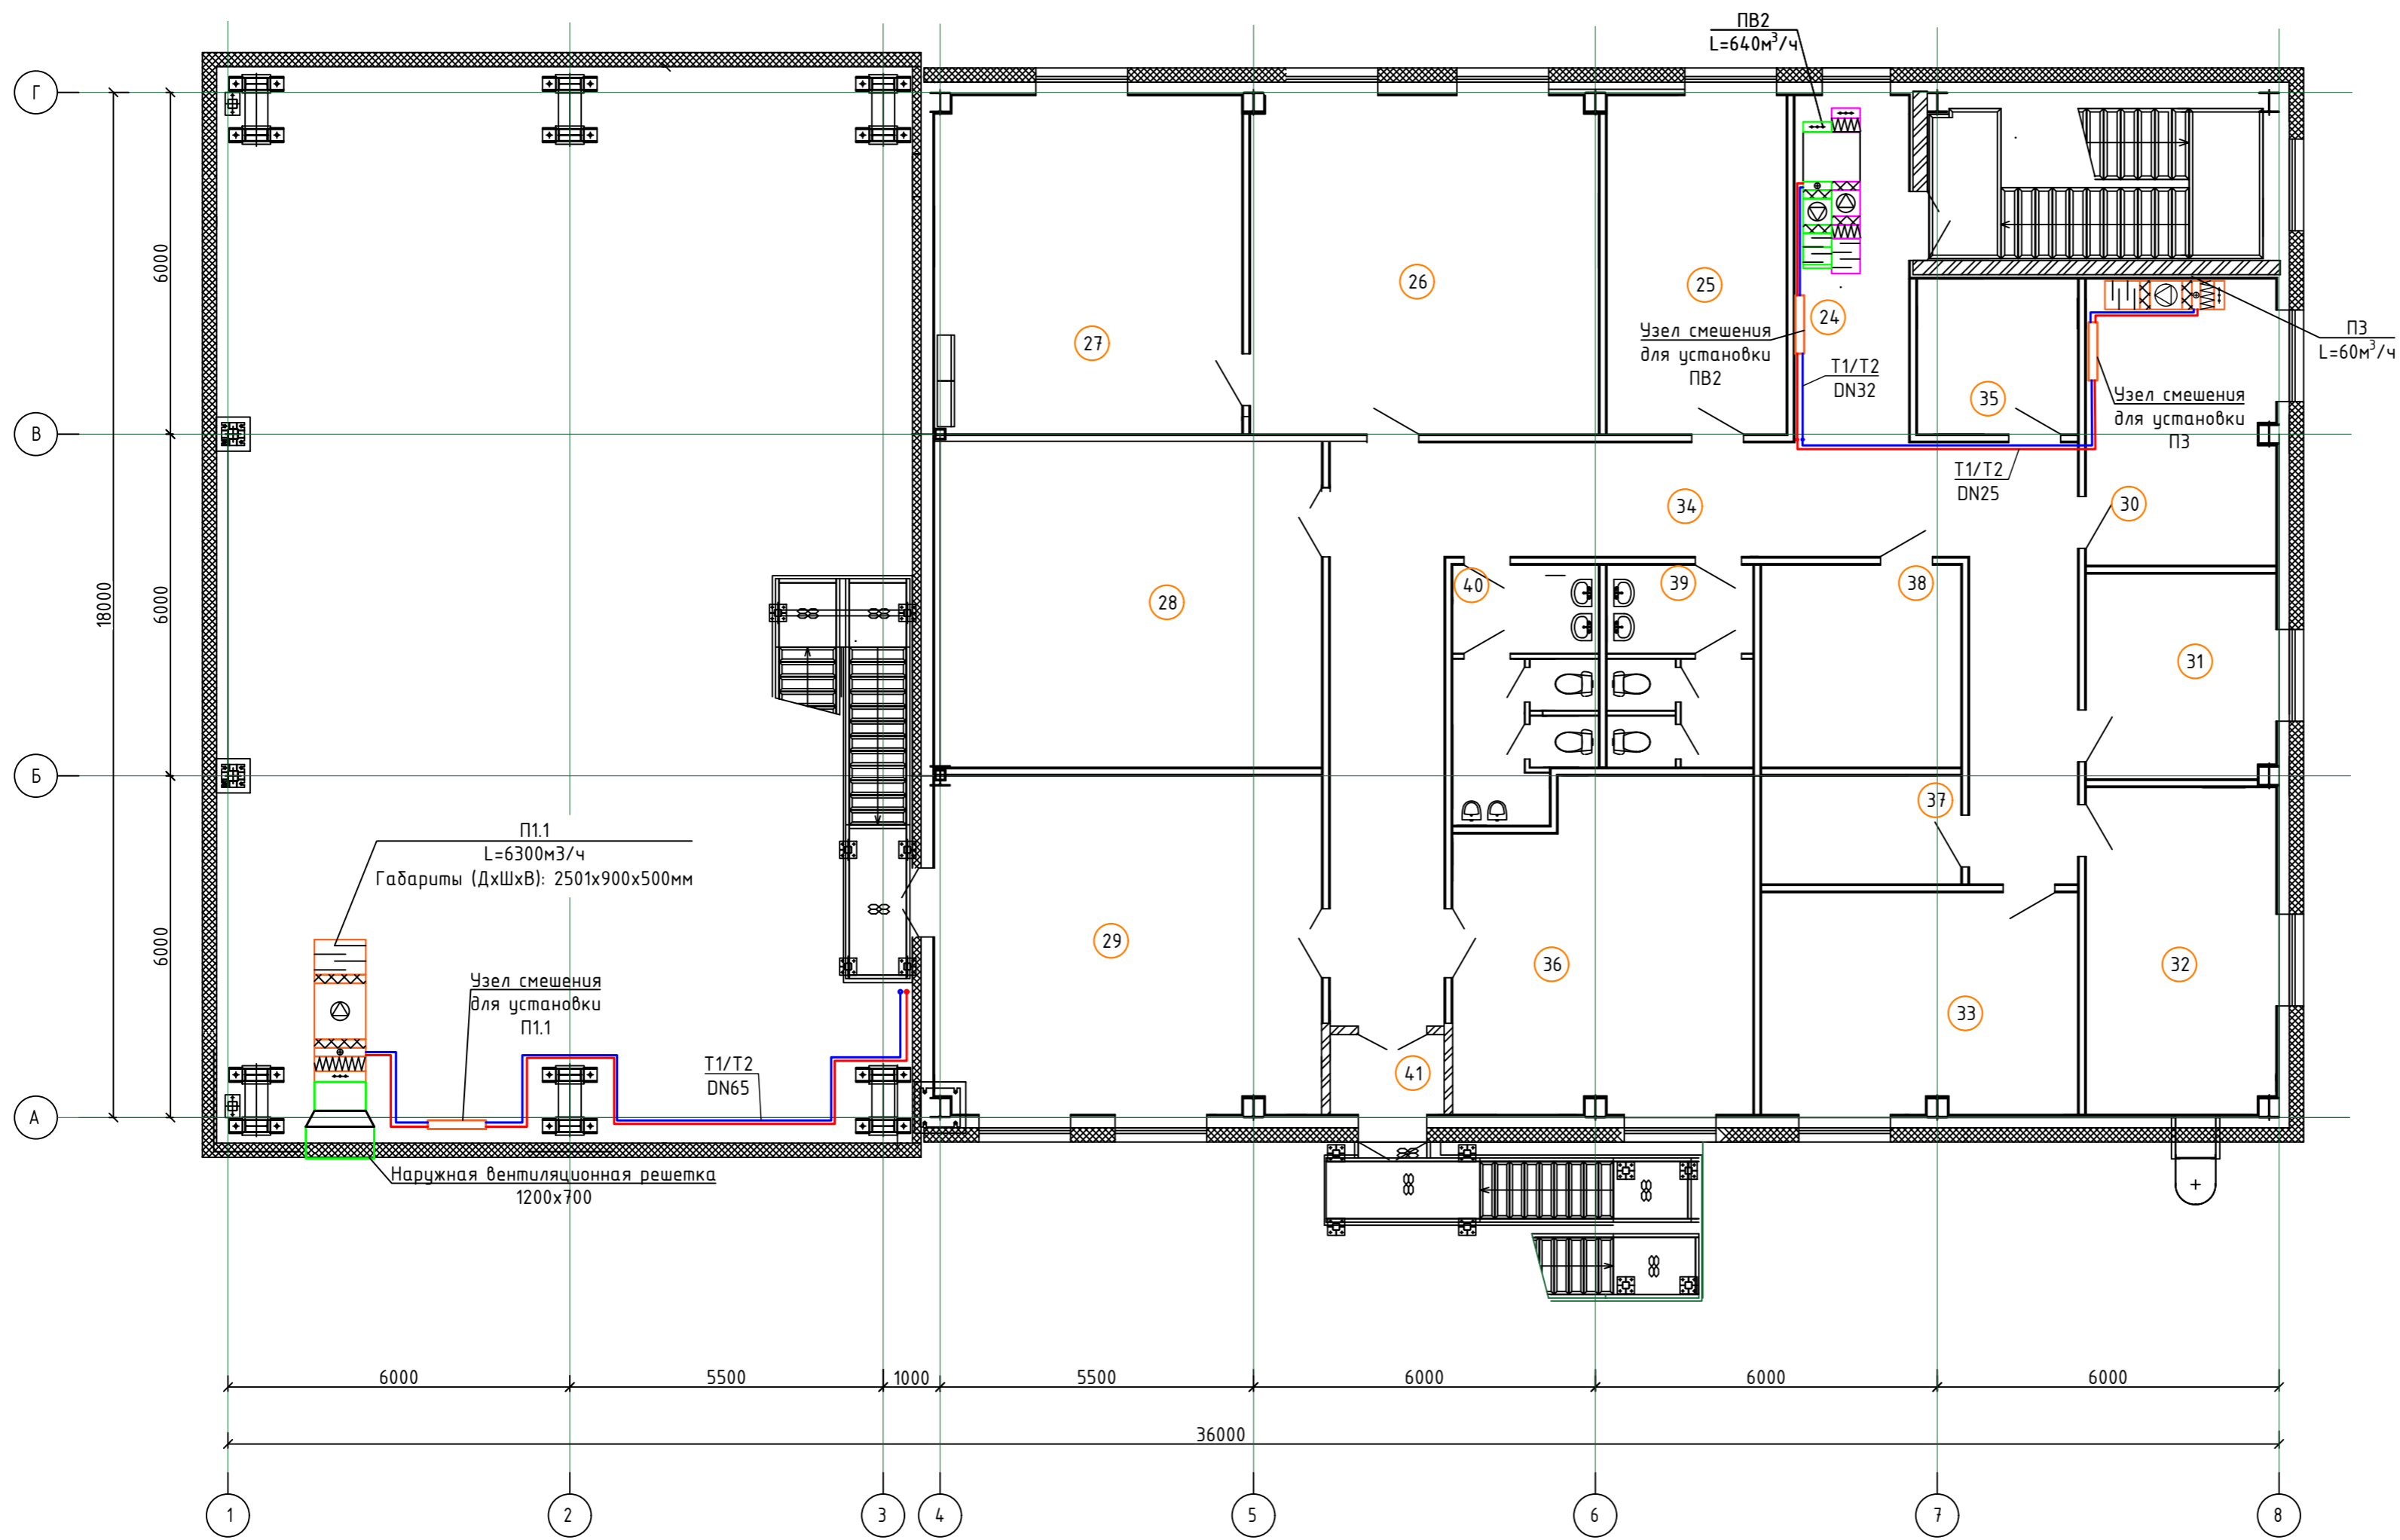 ПВ2
L=640м³/ч
Г
6000
26
25
24
27
Узел смешения
для установки
ПВ2
Т1/Т2
DN32
П3
L=60м³/ч
35
Узел смешения
для установки
П3
В
Т1/Т2
DN25
34
30
18000
6000
28
40
39
38
31
Б
37
П1.1
L=6300м3/ч
Габариты (ДхШхВ): 2501х900х500мм
6000
29
36
32
Узел смешения
для установки
П1.1
33
Т1/Т2
DN65
41
А
Наружная вентиляционная решетка
1200х700
6000
5500
1000
5500
6000
6000
6000
36000
1
2
3
4
5
6
7
8